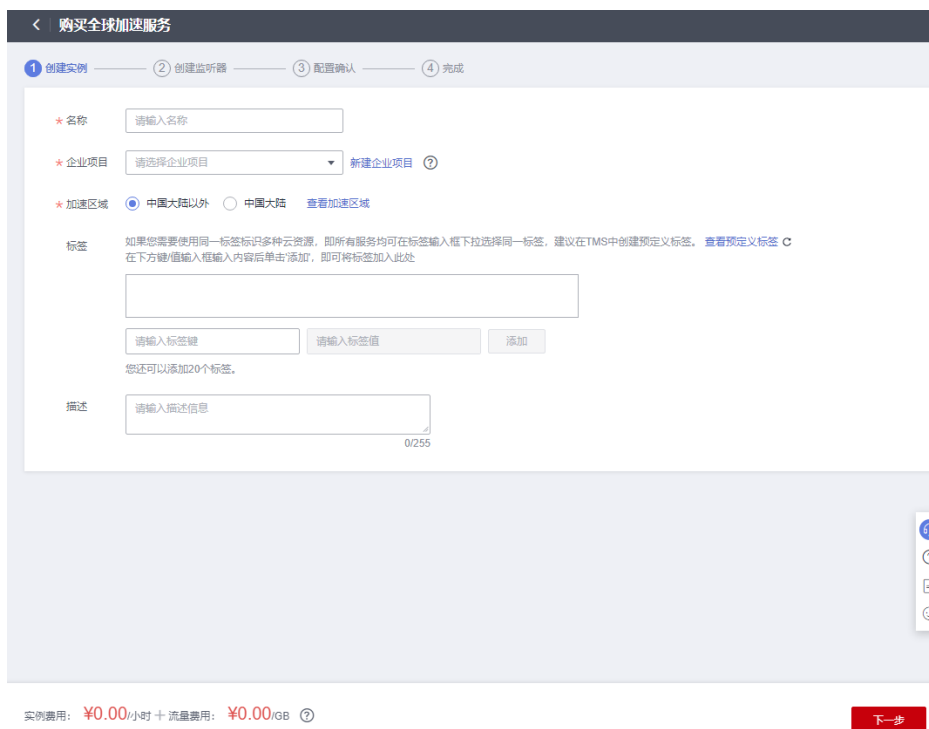 购买全球加速服务
1 创建实例 2 创建监听器 3 配置确认 4 完成
* 名称 请输入名称
* 企业项目 请选择企业项目 新建企业项目 ?
* 加速区域 中国大陆以外 中国大陆 查看加速区域
标签 如果您需要使用同一标签标识多种云资源，即所有服务均可在标签输入框下拉选择同一标签，建议在TMS中创建预定义标签。 查看预定义标签
在下方键/值输入框输入内容后单击'添加'，即可将标签加入此处
请输入标签键 请输入标签值 添加
您还可以添加20个标签。
描述 请输入描述信息
0/255
实例费用： ¥0.00/小时 + 流量费用： ¥0.00/GB ?
下一步